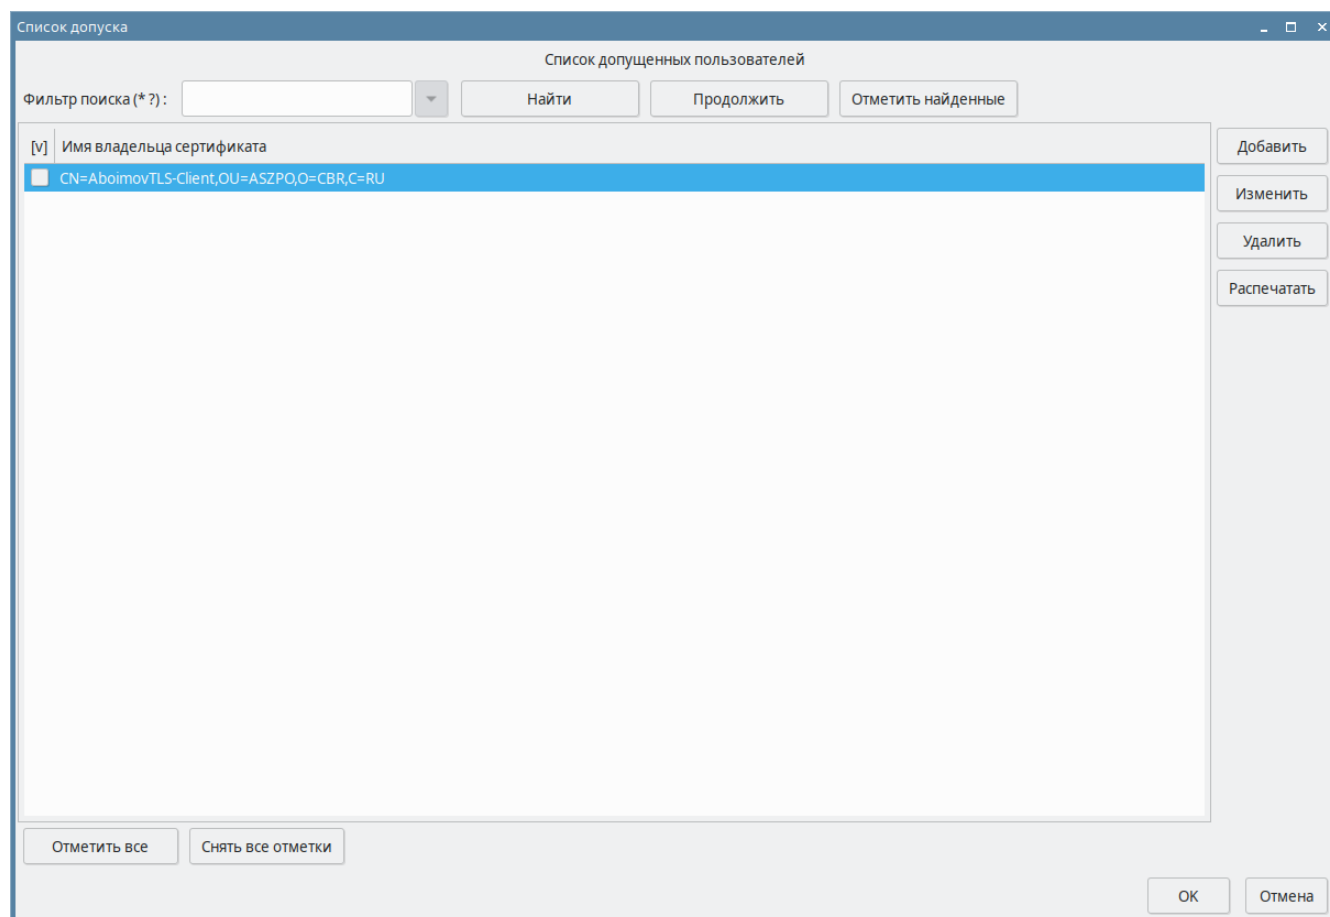 Список допуска
Список допущенных пользователей
Фильтр поиска (* ?) : Найти Продолжить Отметить найденные
[v] Имя владельца сертификата
CN=AboimovTLS-Client,OU=ASZPO,O=CBR,C=RU
Добавить
Изменить
Удалить
Распечатать
Отметить все Снять все отметки
OK Отмена